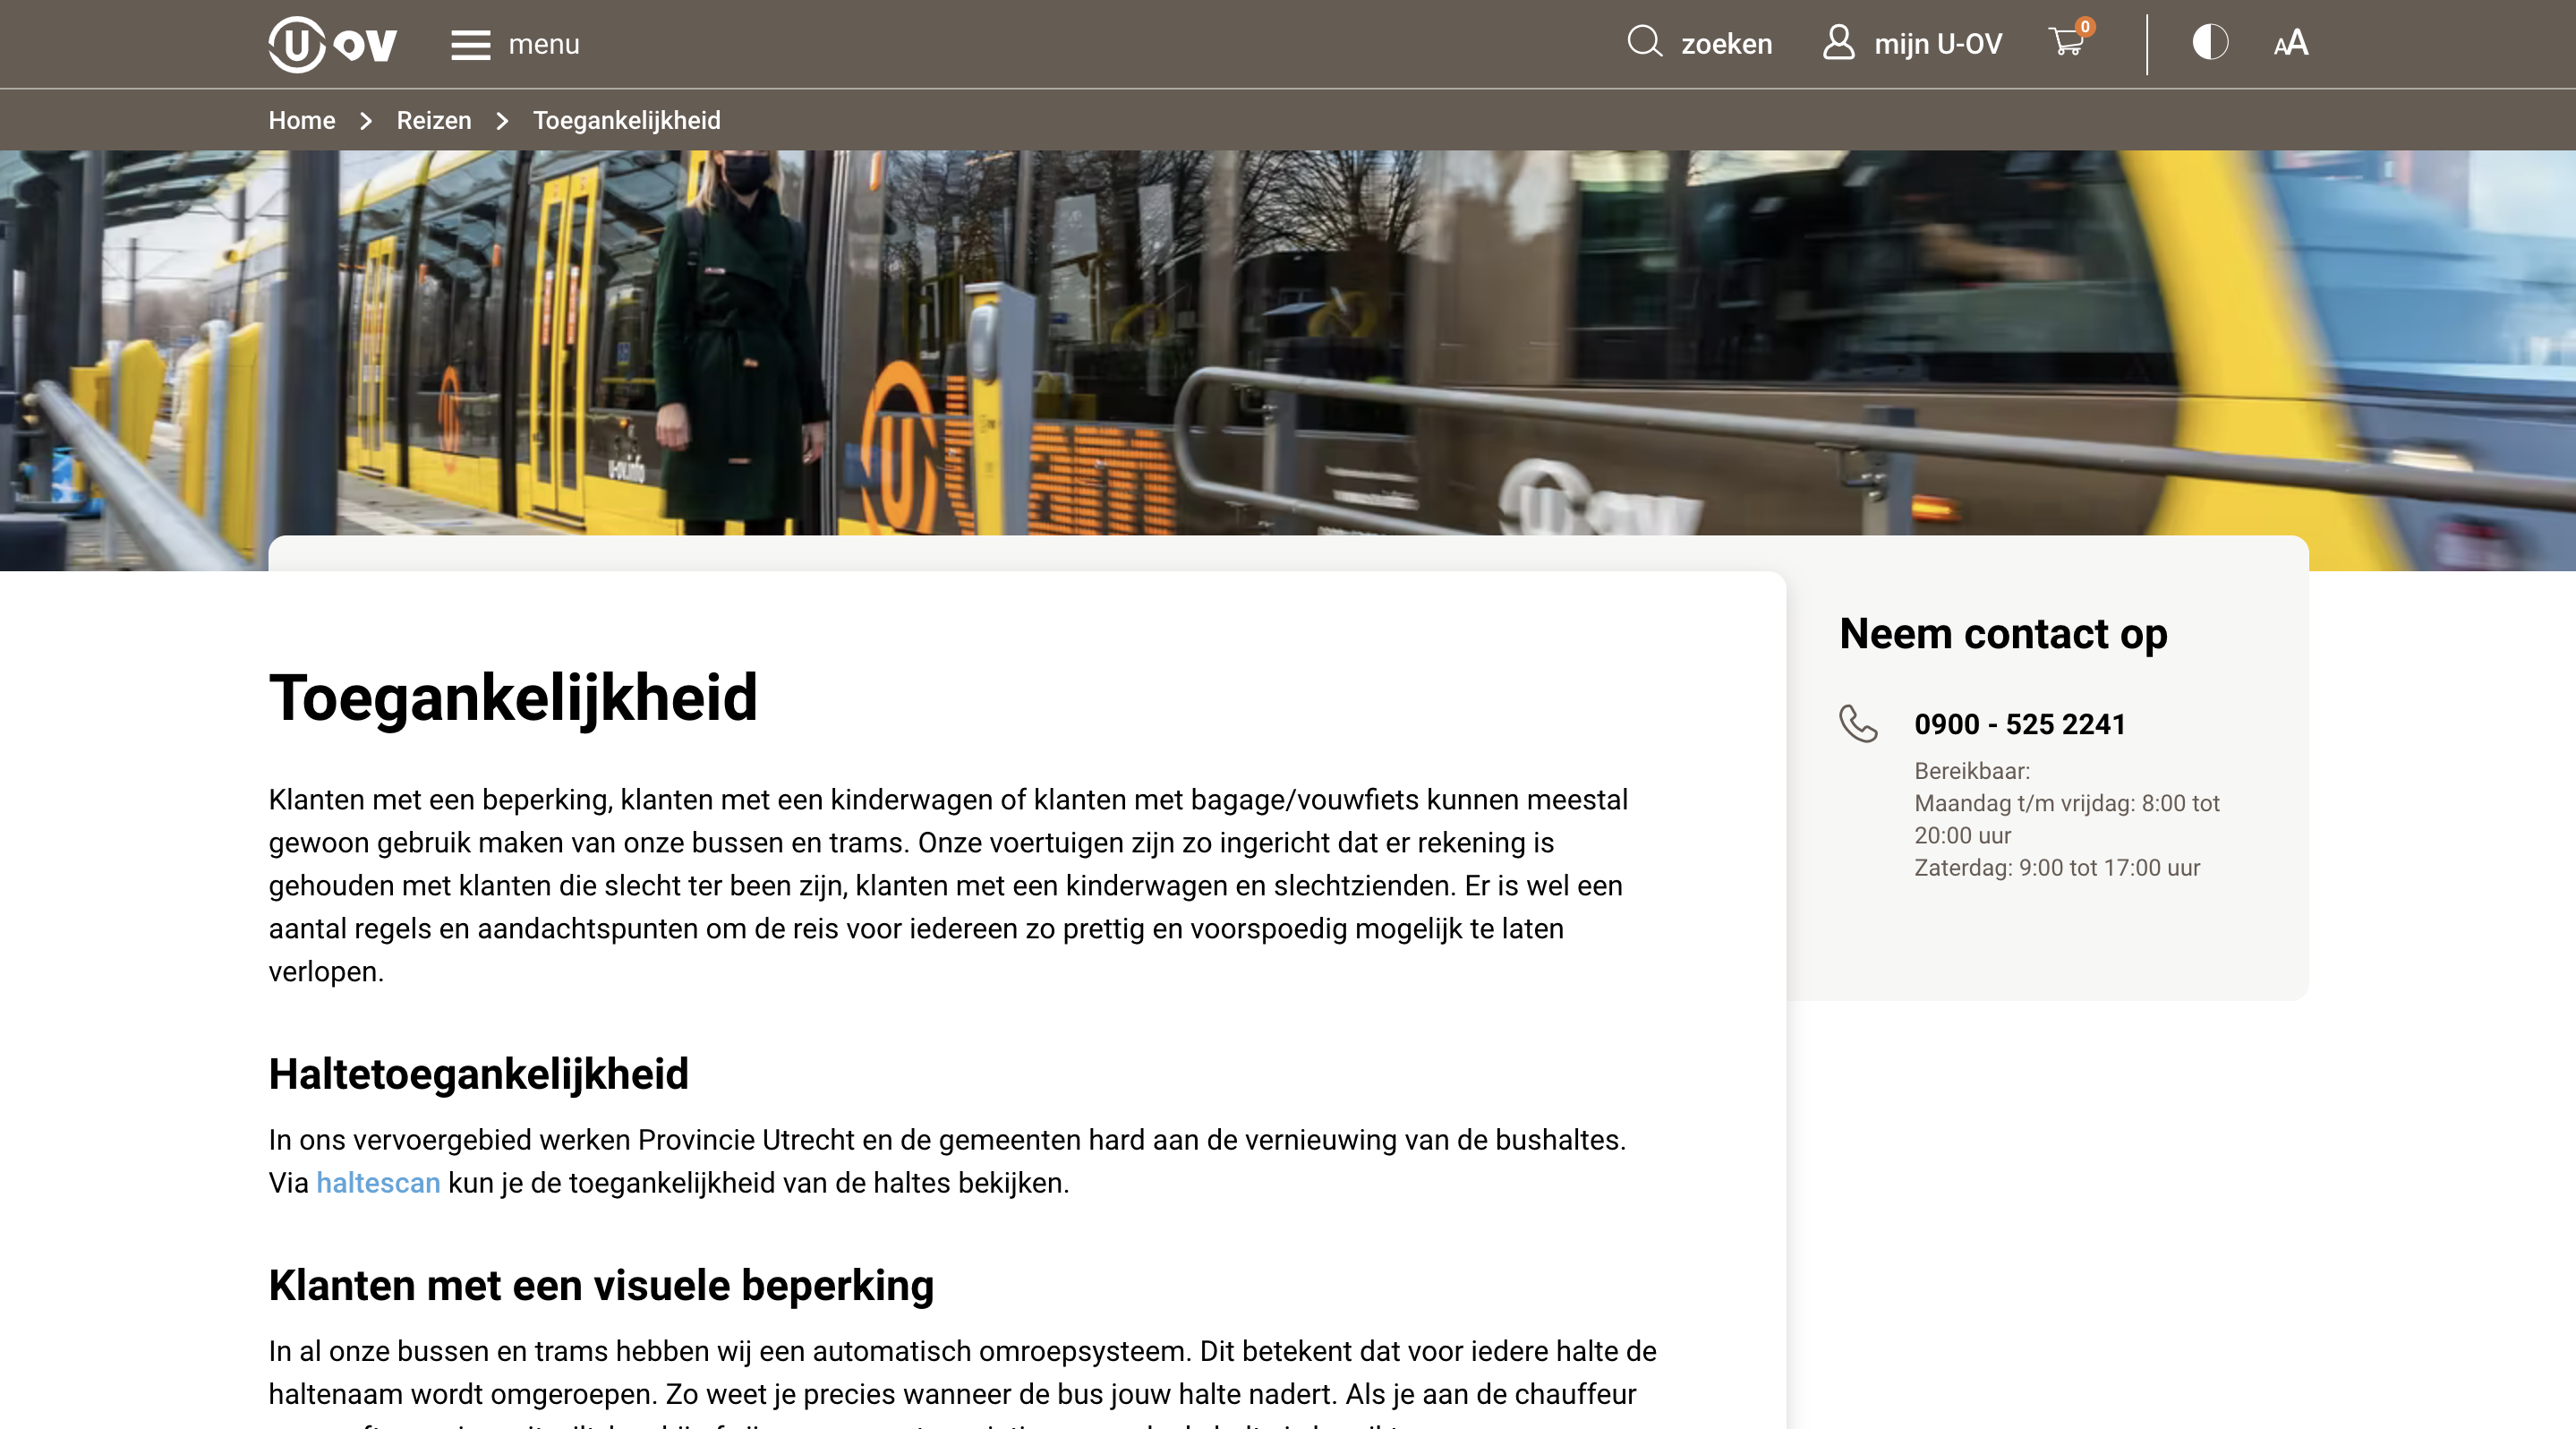 U OV
menu
zoeken
mijn U-OV
0
AA
Home > Reizen > Toegankelijkheid
u-ov.info
U
tram
U OV
Toegankelijkheid
Klanten met een beperking, klanten met een kinderwagen of klanten met bagage/vouwfiets kunnen meestal
gewoon gebruik maken van onze bussen en trams. Onze voertuigen zijn zo ingericht dat er rekening is
gehouden met klanten die slecht ter been zijn, klanten met een kinderwagen en slechtzienden. Er is wel een
aantal regels en aandachtspunten om de reis voor iedereen zo prettig en voorspoedig mogelijk te laten
verlopen.
Haltetoegankelijkheid
In ons vervoergebied werken Provincie Utrecht en de gemeenten hard aan de vernieuwing van de bushaltes.
Via haltescan kun je de toegankelijkheid van de haltes bekijken.
Klanten met een visuele beperking
In al onze bussen en trams hebben wij een automatisch omroepsysteem. Dit betekent dat voor iedere halte de
haltenaam wordt omgeroepen. Zo weet je precies wanneer de bus jouw halte nadert. Als je aan de chauffeur
Neem contact op
0900 - 525 2241
Bereikbaar:
Maandag t/m vrijdag: 8:00 tot
20:00 uur
Zaterdag: 9:00 tot 17:00 uur